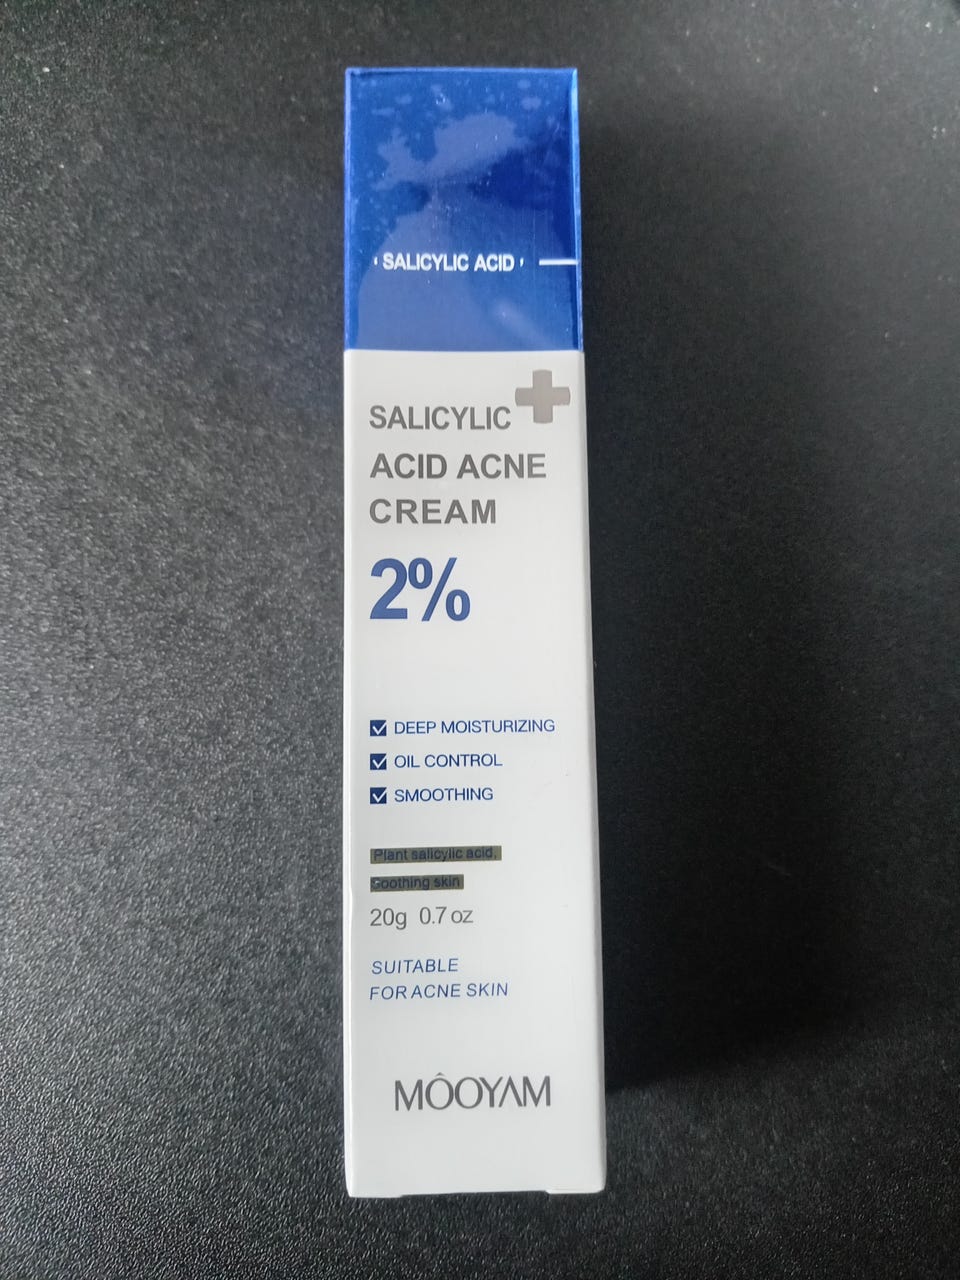 ' SALICYLIC ACID '
SALICYLIC
ACID ACNE
CREAM
2%
DEEP MOISTURIZING
OIL CONTROL
SMOOTHING
Plant salicylic acid,
Soothing skin
20g 0.7 oz
SUITABLE
FOR ACNE SKIN
MÔOYAM